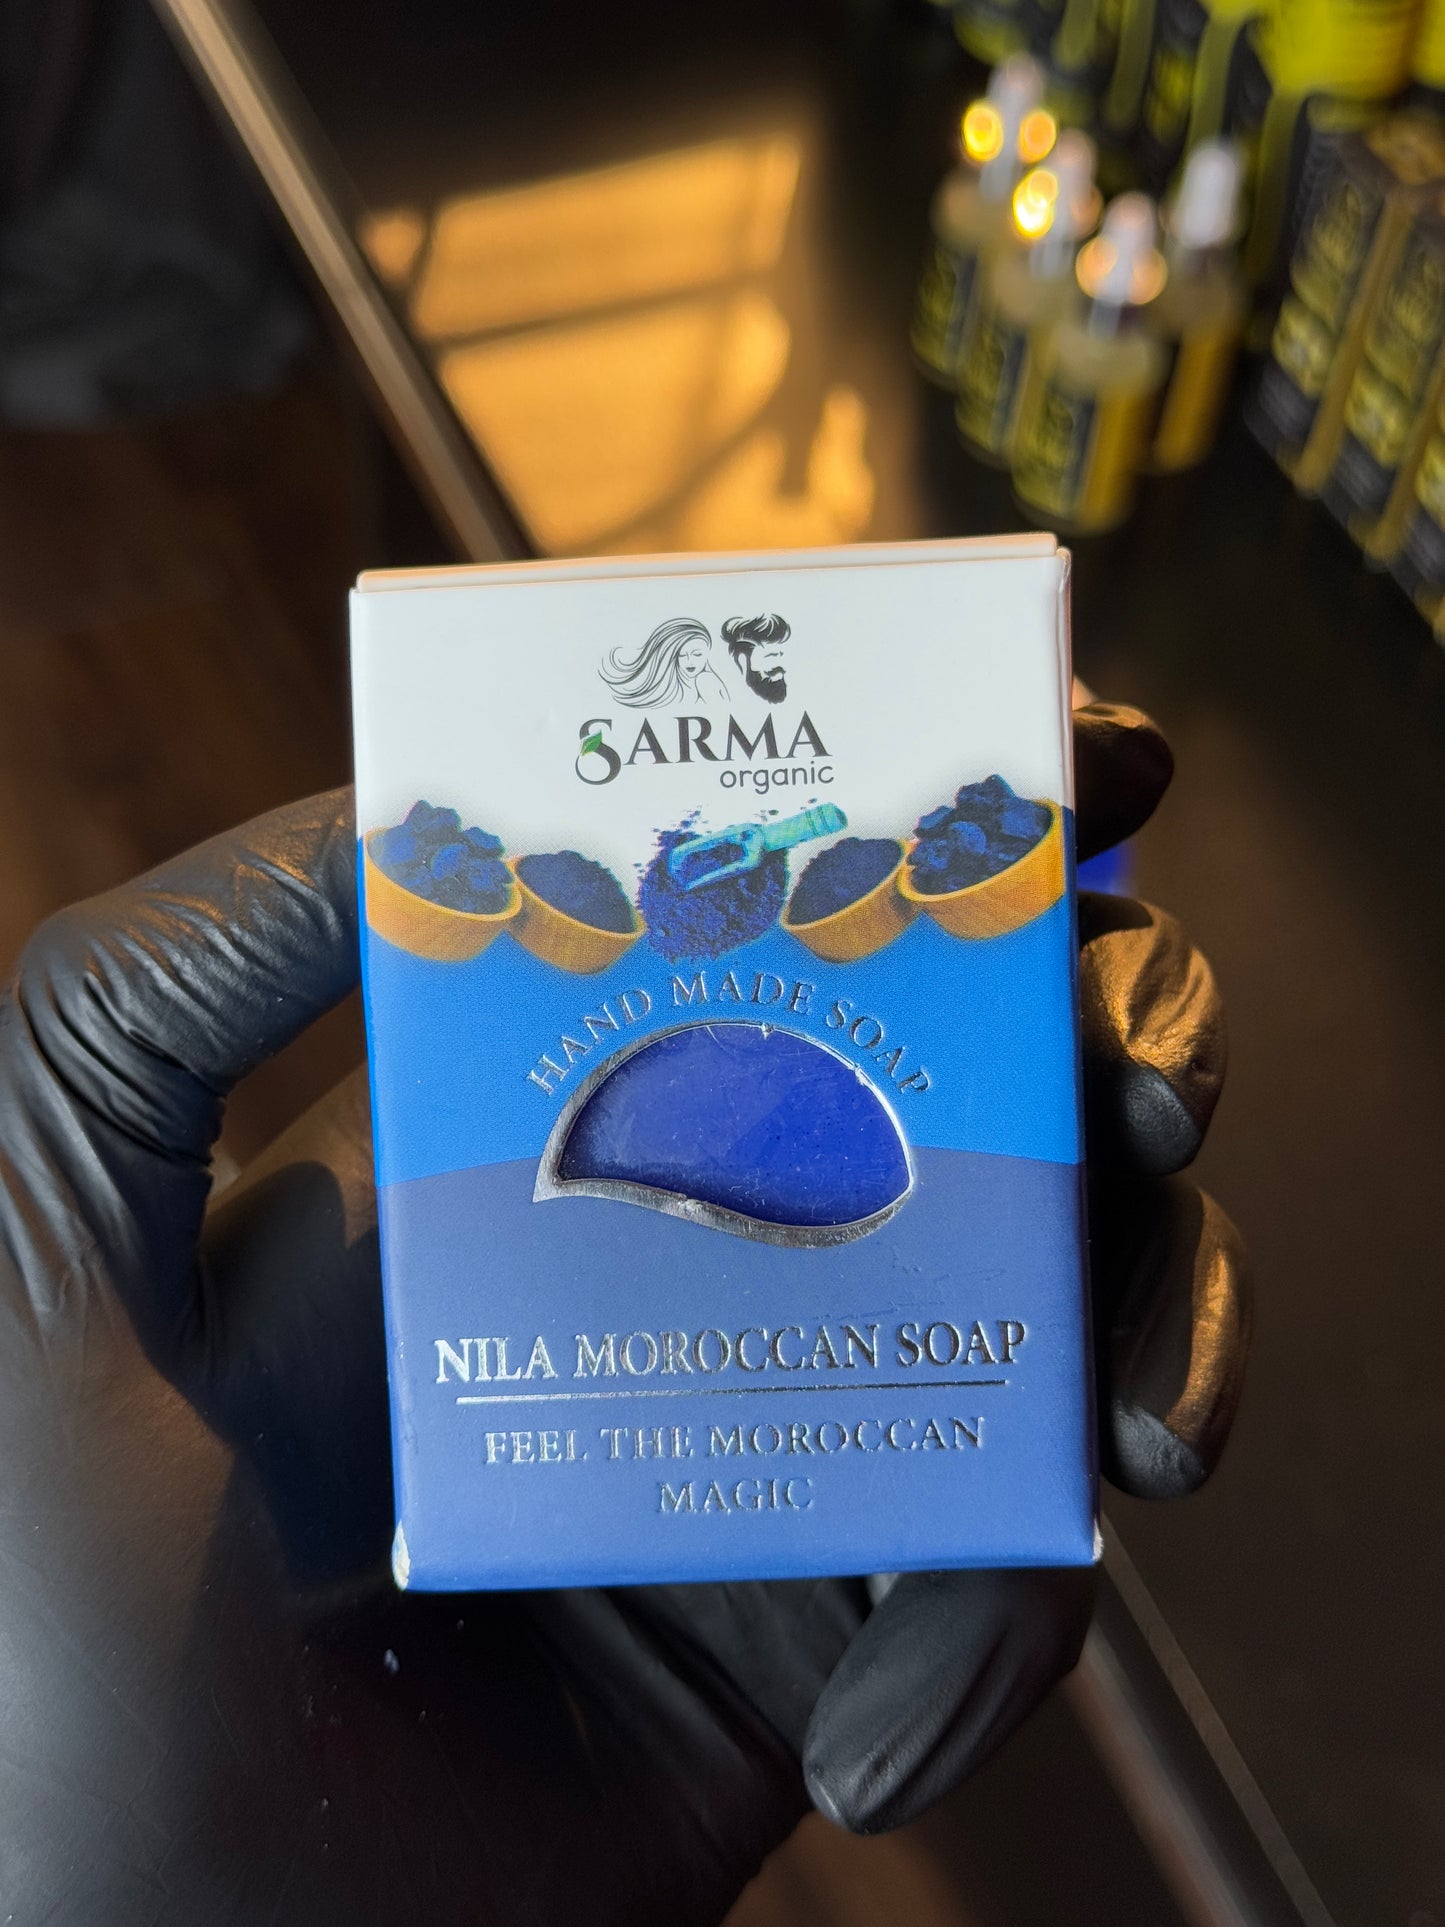 SARMA
organic
HAND MADE SOAP
NILA MOROCCAN SOAP
FEEL THE MOROCCAN
MAGIC